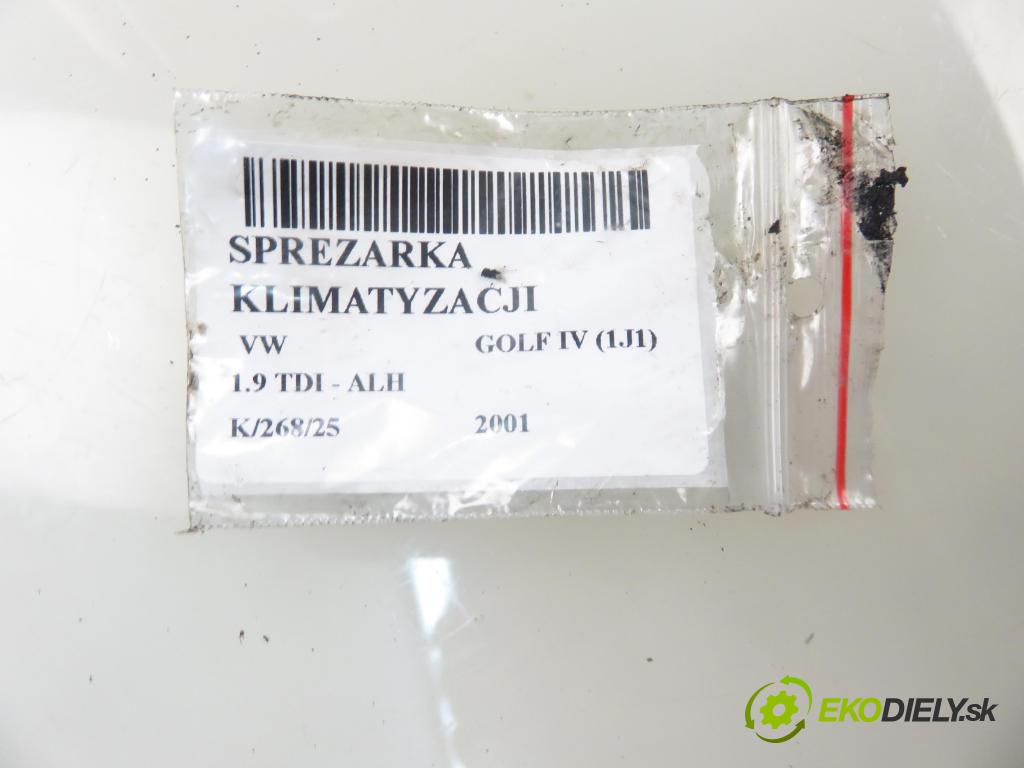 SPREZARKA
KLIMATYZACJI
VW GOLF IV (1J1)
1.9 TDI - ALH
K/268/25 2001
EKODIELY.sk